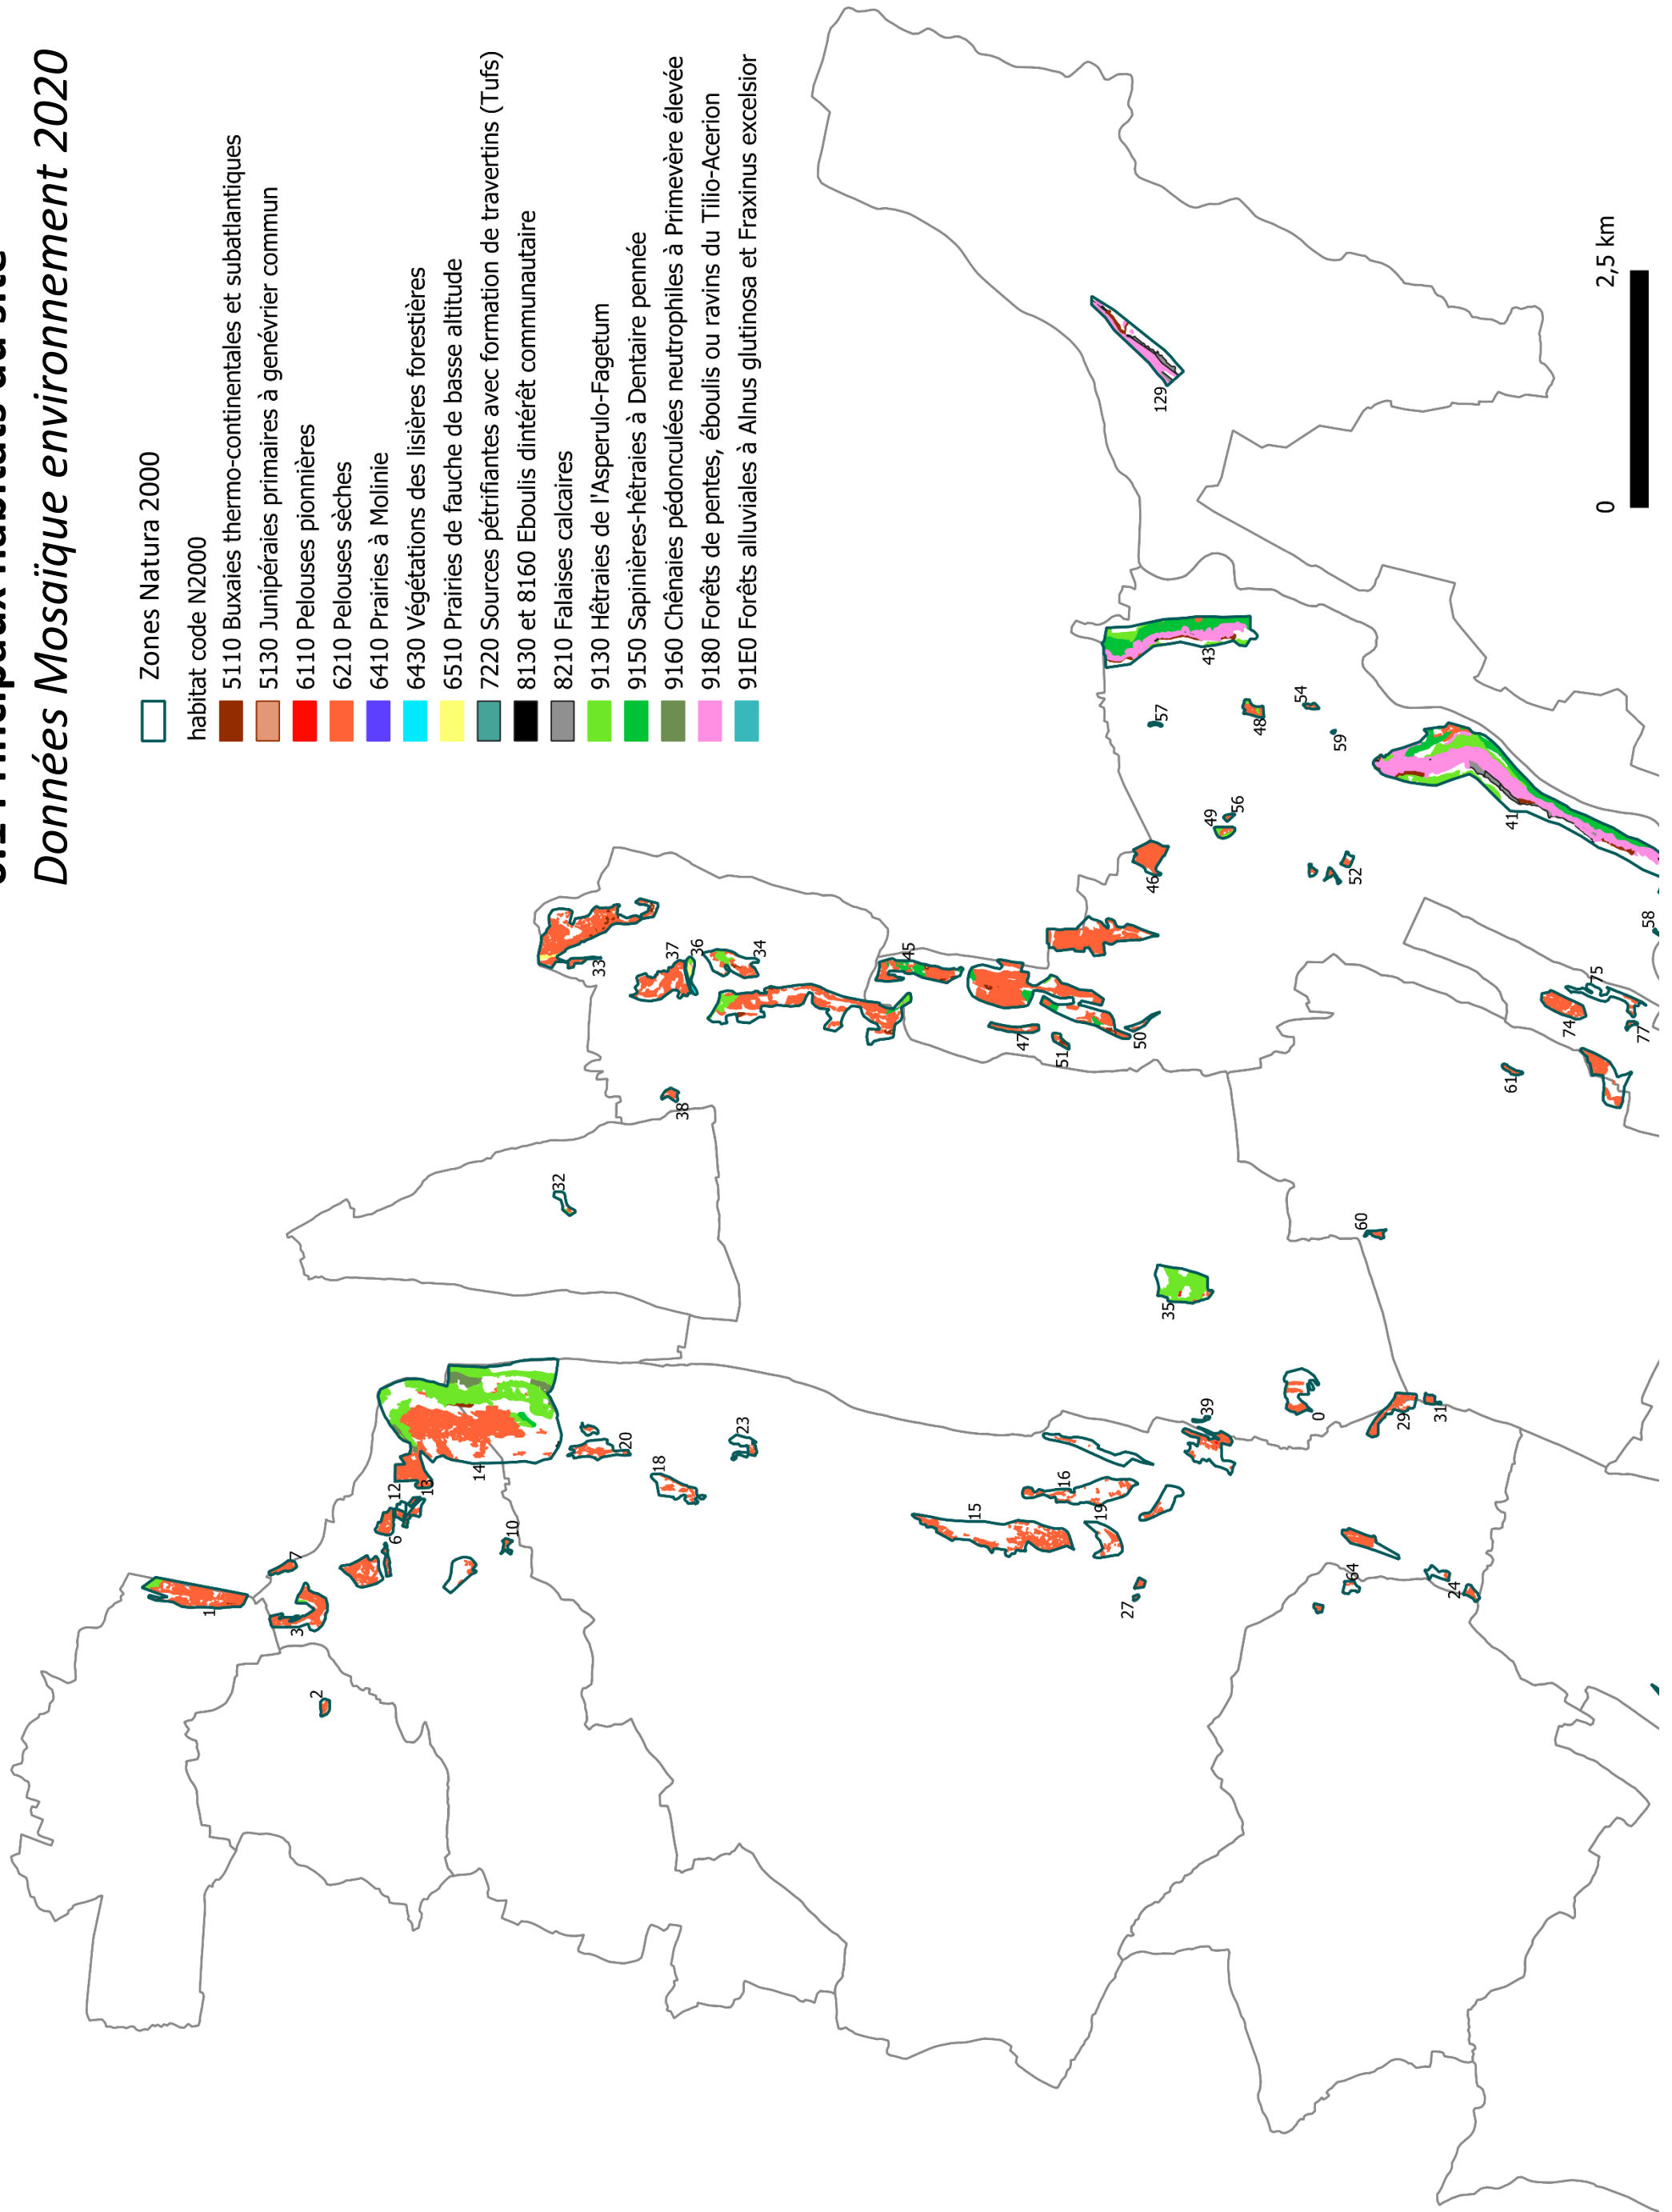 Données Mosaïque environnement 2020
Zones Natura 2000
habitat code N2000
5110 Buxaies thermo-continentales et subatlantiques
5130 Junipéraies primaires à genévrier commun
6110 Pelouses pionnières
6210 Pelouses sèches
6410 Prairies à Molinie
6430 Végétations des lisières forestières
6510 Prairies de fauche de basse altitude
7220 Sources pétrifiantes avec formation de travertins (Tufs)
8130 et 8160 Eboulis dintérêt communautaire
8210 Falaises calcaires
9130 Hêtraies de l'Asperulo-Fagetum
9150 Sapinières-hêtraies à Dentaire pennée
9160 Chênaies pédonculées neutrophiles à Primevère élevée
9180 Forêts de pentes, éboulis ou ravins du Tilio-Acerion
91E0 Forêts alluviales à Alnus glutinosa et Fraxinus excelsior
0
2,5 km
129
43
57
54
48
59
56
49
41
46
52
58
33
37
36
34
45
47
51
50
75
74
77
61
38
32
60
35
0
29
31
39
14
20
23
18
12
13
6
10
7
1
3
2
15
16
19
27
64
24